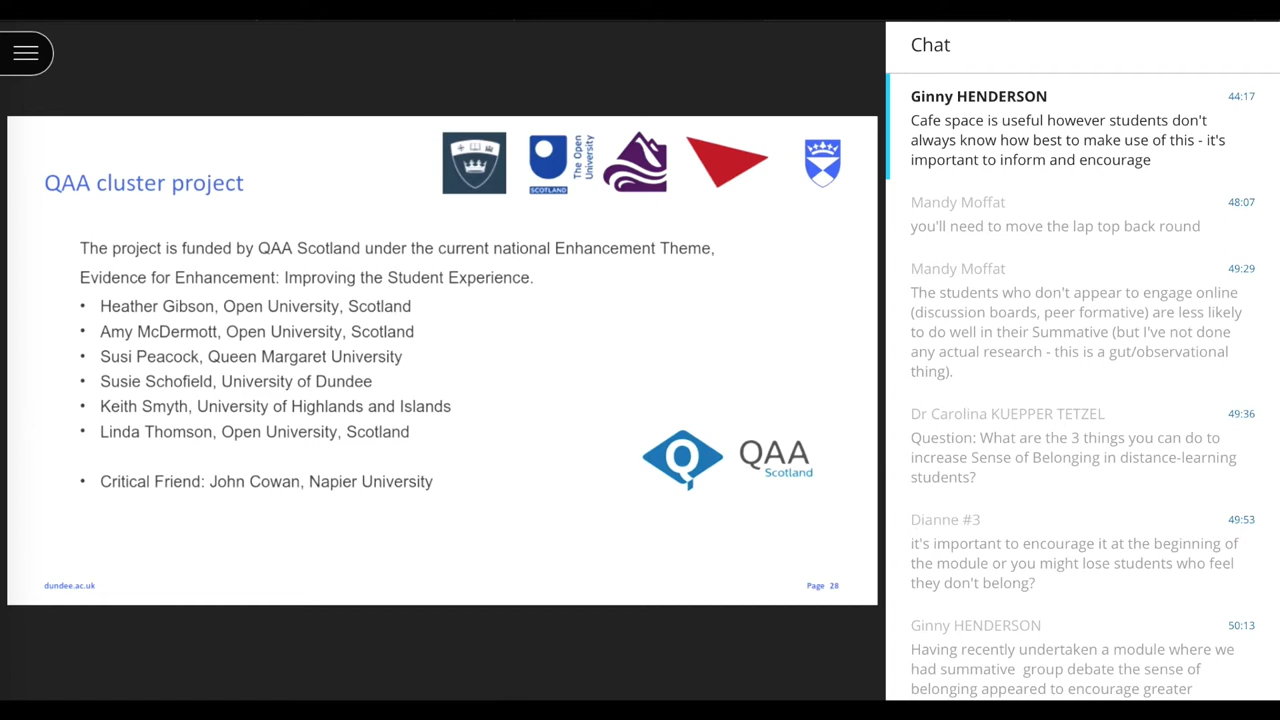 QAA cluster project
The Open
University
SCOTLAND
The project is funded by QAA Scotland under the current national Enhancement Theme,
Evidence for Enhancement: Improving the Student Experience.
• Heather Gibson, Open University, Scotland
• Amy McDermott, Open University, Scotland
• Susi Peacock, Queen Margaret University
• Susie Schofield, University of Dundee
• Keith Smyth, University of Highlands and Islands
• Linda Thomson, Open University, Scotland
• Critical Friend: John Cowan, Napier University
Q
QAA
Scotland
dundee.ac.uk
Page 28
Chat
Ginny HENDERSON 44:17
Cafe space is useful however students don't
always know how best to make use of this - it's
important to inform and encourage
Mandy Moffat 48:07
you'll need to move the lap top back round
Mandy Moffat 49:29
The students who don't appear to engage online
(discussion boards, peer formative) are less likely
to do well in their Summative (but I've not done
any actual research - this is a gut/observational
thing).
Dr Carolina KUEPPER TETZEL 49:36
Question: What are the 3 things you can do to
increase Sense of Belonging in distance-learning
students?
Dianne #3 49:53
it's important to encourage it at the beginning of
the module or you might lose students who feel
they don't belong?
Ginny HENDERSON 50:13
Having recently undertaken a module where we
had summative group debate the sense of
belonging appeared to encourage greater